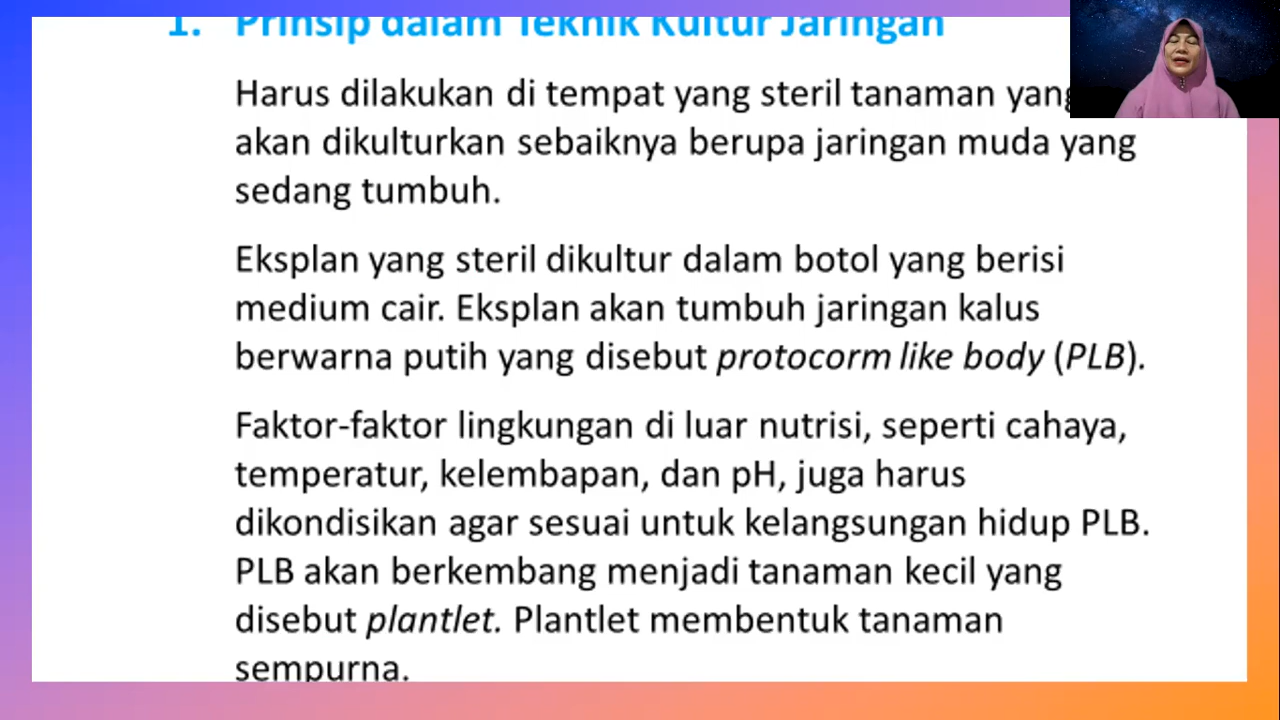 1. Prinsip dalam Teknik Kultur Jaringan
Harus dilakukan di tempat yang steril tanaman yang
akan dikulturkan sebaiknya berupa jaringan muda yang
sedang tumbuh.
Eksplan yang steril dikultur dalam botol yang berisi
medium cair. Eksplan akan tumbuh jaringan kalus
berwarna putih yang disebut protocorm like body (PLB).
Faktor-faktor lingkungan di luar nutrisi, seperti cahaya,
temperatur, kelembapan, dan pH, juga harus
dikondisikan agar sesuai untuk kelangsungan hidup PLB.
PLB akan berkembang menjadi tanaman kecil yang
disebut plantlet. Plantlet membentuk tanaman
sempurna.